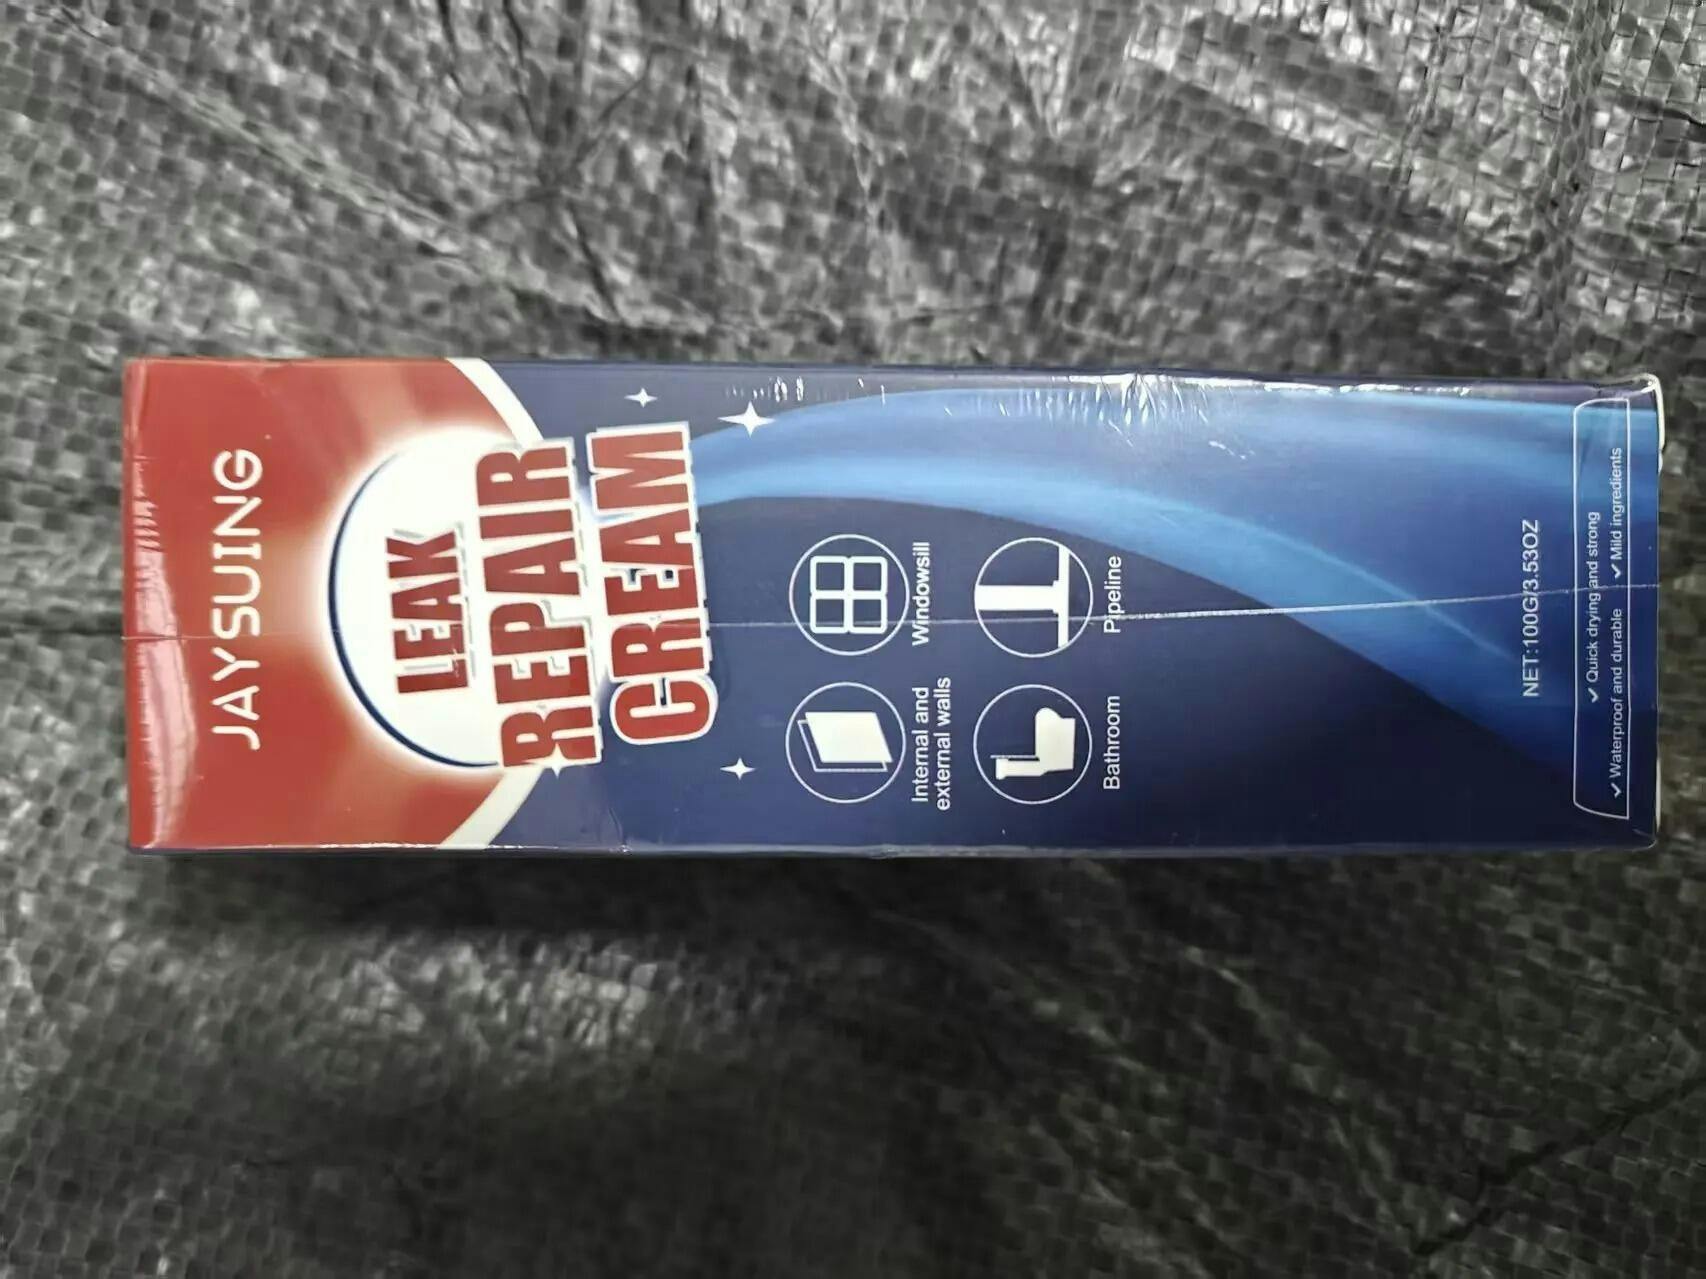 JAYSUING
LEAK
REPAIR
CREAM
Internal and
external walls
Windowsill
Bathroom
Pipeline
NET:100G/3.53OZ
✓ Quick drying and strong
✓ Waterproof and durable ✓ Mild ingredients